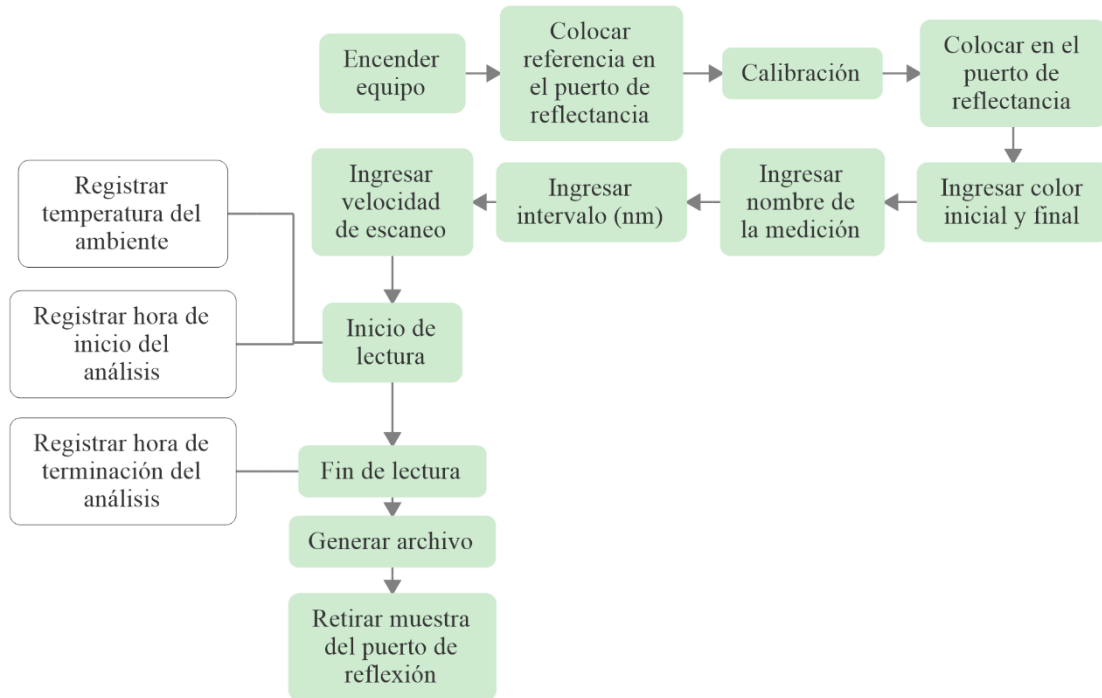 Encender
equipo
Colocar
referencia en
el puerto de
reflectancia
Calibración
Colocar en el
puerto de
reflectancia
Ingresar color
inicial y final
Ingresar
nombre de
la medición
Ingresar
intervalo (nm)
Ingresar
velocidad
de escaneo
Registrar
temperatura del
ambiente
Registrar hora de
inicio del
análisis
Inicio de
lectura
Registrar hora de
terminación del
análisis
Fin de lectura
Generar archivo
Retirar muestra
del puerto de
reflexión